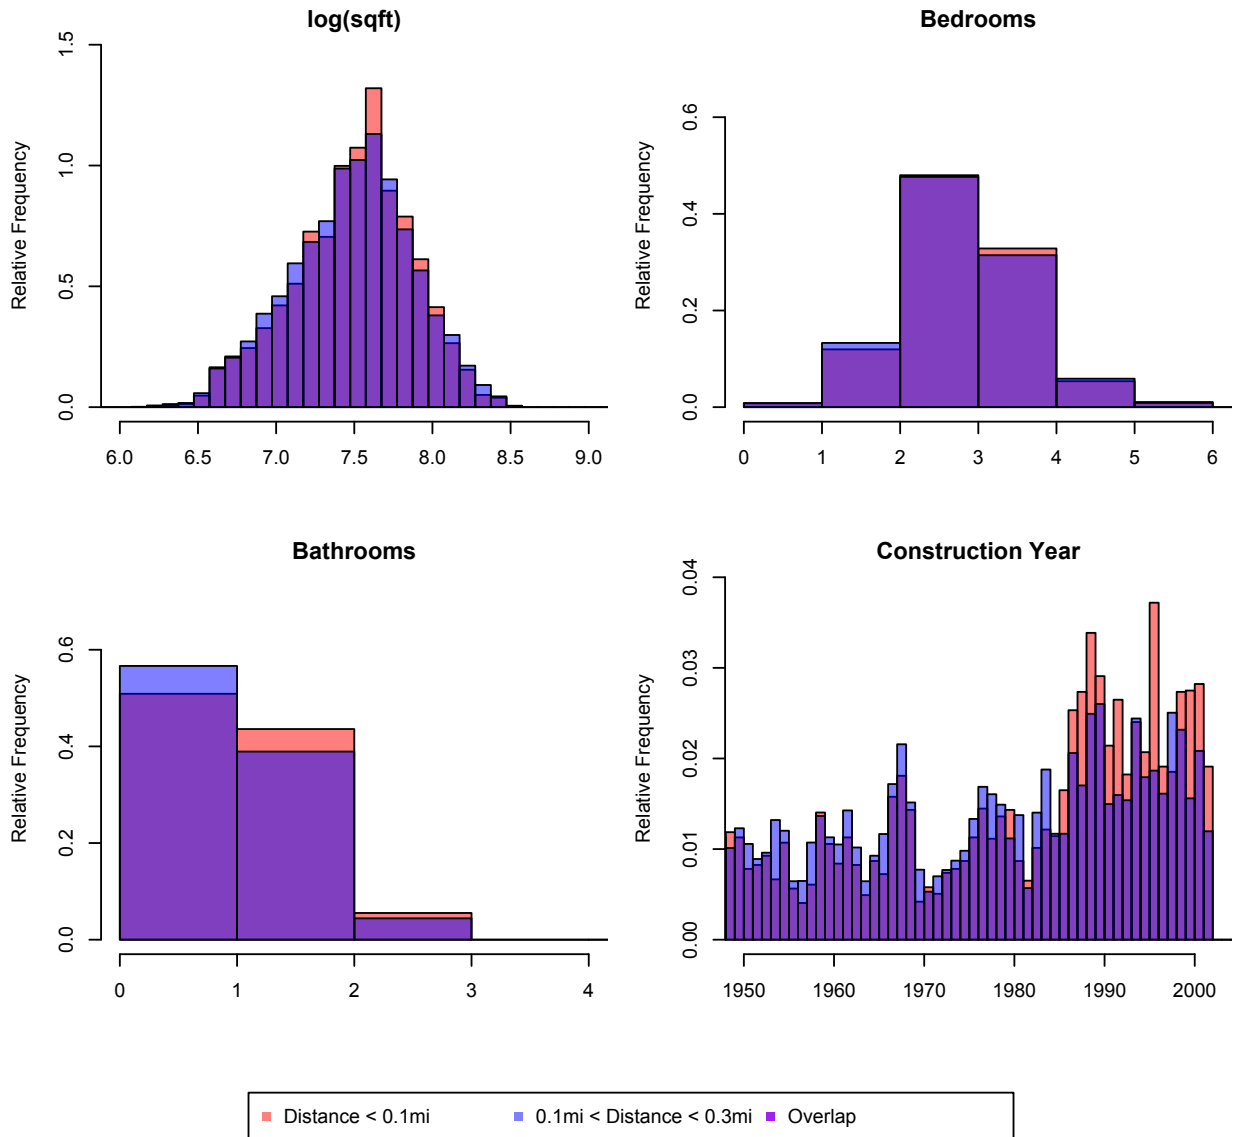 log(sqft)
Relative Frequency
0.0 0.5 1.0 1.5
6.0 6.5 7.0 7.5 8.0 8.5 9.0
Bedrooms
Relative Frequency
0.0 0.2 0.4 0.6
0 1 2 3 4 5 6
Bathrooms
Relative Frequency
0.0 0.2 0.4 0.6
0 1 2 3 4
Construction Year
Relative Frequency
0.00 0.01 0.02 0.03 0.04
1950 1960 1970 1980 1990 2000
Distance < 0.1mi 0.1mi < Distance < 0.3mi Overlap